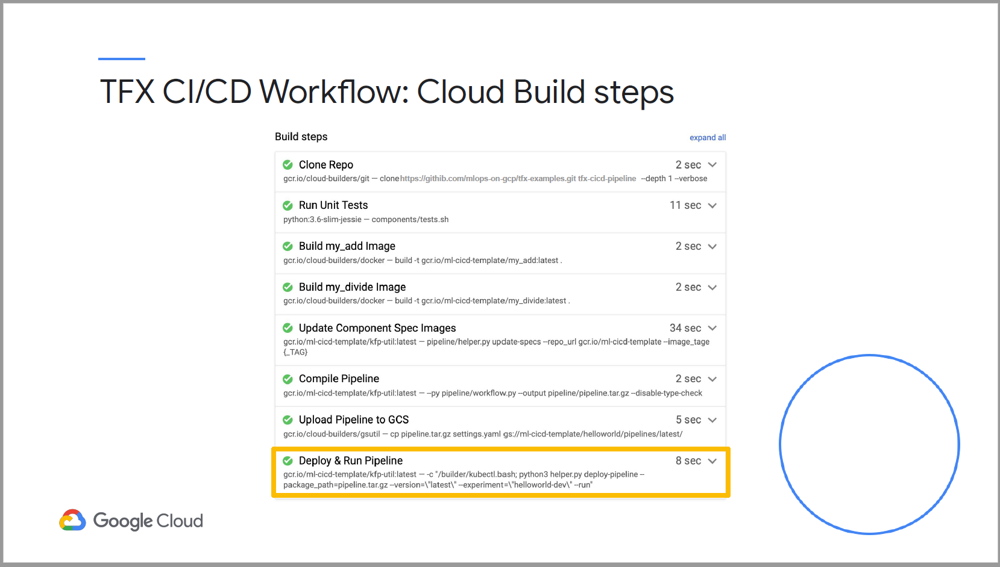 TFX CI/CD Workflow: Cloud Build steps
Build steps
expand all
Clone Repo
2 sec
gcr.io/cloud-builders/git — clone https://githib.com/mlops-on-gcp/tfx-examples.git tfx-cicd-pipeline --depth 1 --verbose
Run Unit Tests
11 sec
python:3.6-slim-jessie — components/tests.sh
Build my_add Image
2 sec
gcr.io/cloud-builders/docker — build -t gcr.io/ml-cicd-template/my_add:latest .
Build my_divide Image
2 sec
gcr.io/cloud-builders/docker — build -t gcr.io/ml-cicd-template/my_divide:latest .
Update Component Spec Images
34 sec
gcr.io/ml-cicd-template/kfp-util:latest — pipeline/helper.py update-specs --repo_url gcr.io/ml-cicd-template --image_tage
{_TAG}
Compile Pipeline
2 sec
gcr.io/ml-cicd-template/kfp-util:latest — --py pipeline/workflow.py --output pipeline/pipeline.tar.gz --disable-type-check
Upload Pipeline to GCS
5 sec
gcr.io/cloud-builders/gsutil — cp pipeline.tar.gz settings.yaml gs://ml-cicd-template/helloworld/pipelines/latest/
Deploy & Run Pipeline
8 sec
gcr.io/ml-cicd-template/kfp-util:latest — -c "/builder/kubectl.bash; python3 helper.py deploy-pipeline --
package_path=pipeline.tar.gz --version=\"latest\" --experiment=\"helloworld-dev\" --run"
Google Cloud